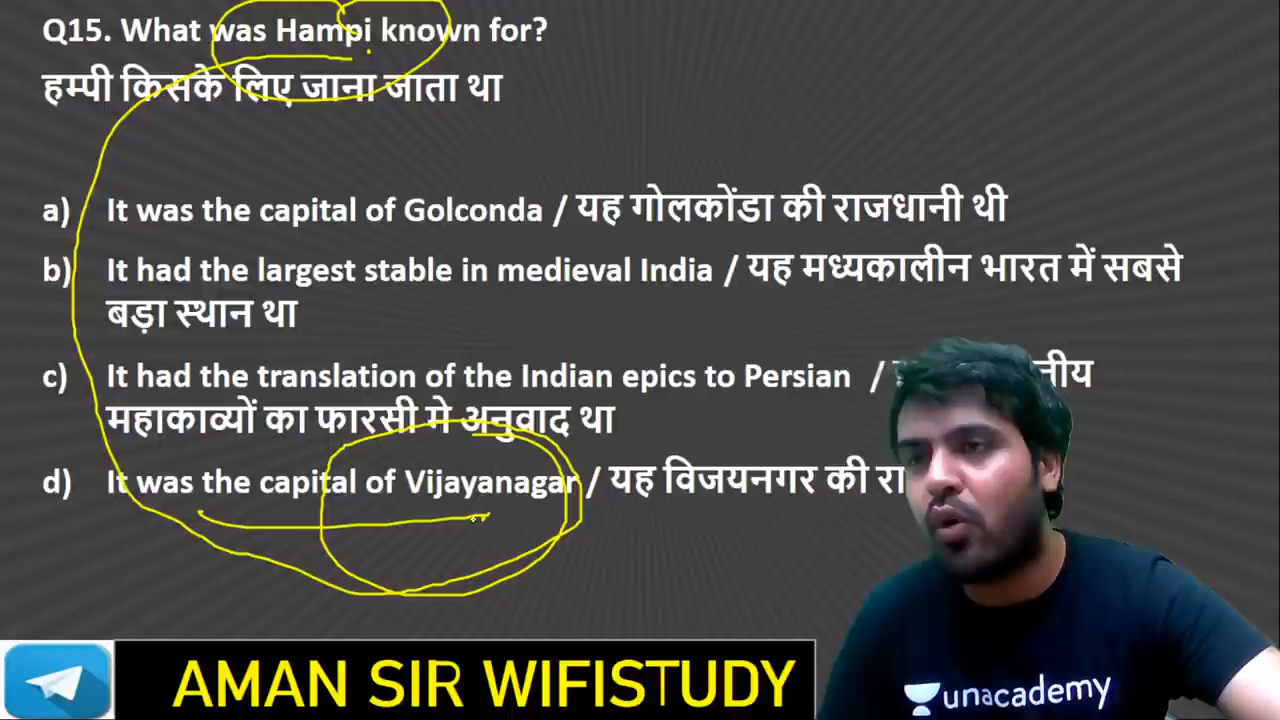 Q15. What was Hampi known for?
हम्पी किसके लिए जाना जाता था
a) It was the capital of Golconda / यह गोलकोंडा की राजधानी थी
b) It had the largest stable in medieval India / यह मध्यकालीन भारत में सबसे
बड़ा स्थान था
c) It had the translation of the Indian epics to Persian /
महाकाव्यों का फारसी मे अनुवाद था
d) It was the capital of Vijayanagar / यह विजयनगर की
AMAN SIR WIFISTUDY
unacademy